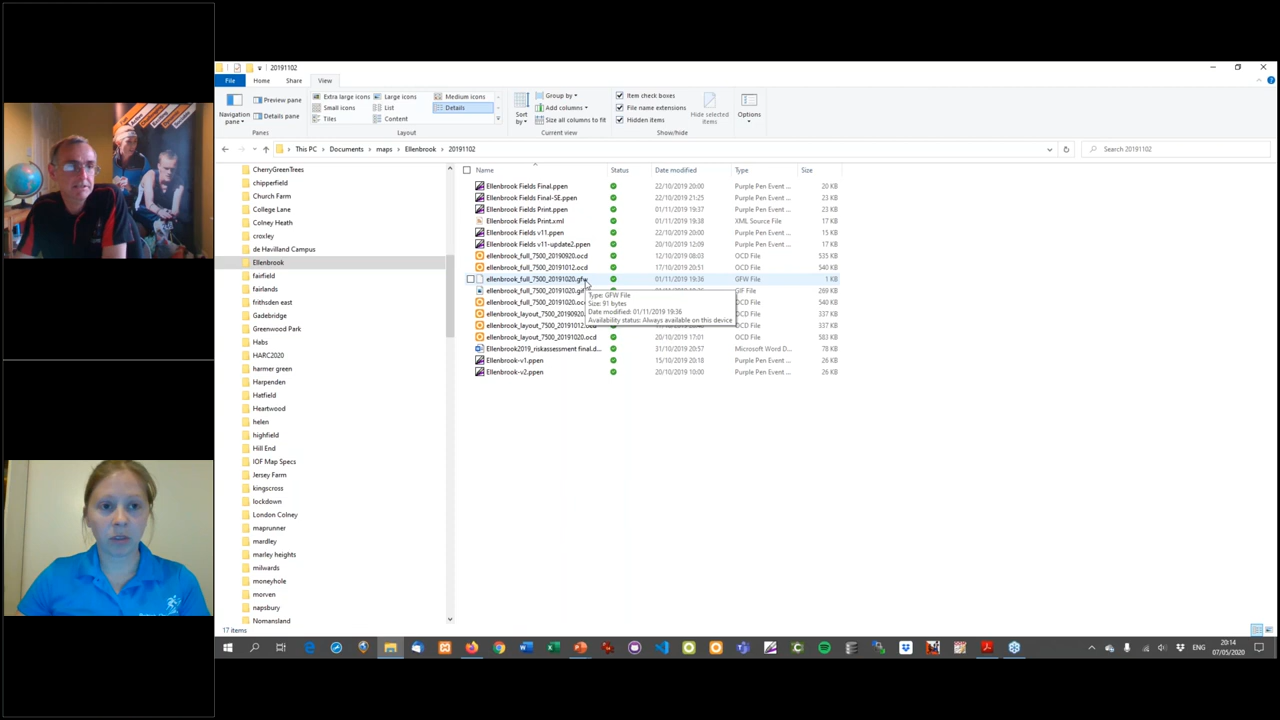 20191102
File Home Share View
Navigation pane
Preview pane
Details pane
Panes
Extra large icons Large icons Medium icons
Small icons List Details
Tiles Content
Layout
Sort by
Group by
Add columns
Size all columns to fit
Current view
Item check boxes
File name extensions
Hidden items
Hide selected items
Show/hide
Options
This PC > Documents > maps > Ellenbrook > 20191102
Search 20191102
CherryGreenTrees
chipperfield
Church Farm
College Lane
Colney Heath
croxley
de Havilland Campus
Ellenbrook
fairfield
fairlands
frithsden east
Gadebridge
Greenwood Park
Habs
HARC2020
harmer green
Harpenden
Hatfield
Heartwood
helen
highfield
Hill End
IOF Map Specs
Jersey Farm
kingscross
lockdown
London Colney
maprunner
mardley
marley heights
milwards
moneyhole
morven
napsbury
Nomansland
Name Status Date modified Type Size
Ellenbrook Fields Final.ppen 22/10/2019 20:00 Purple Pen Event ... 20 KB
Ellenbrook Fields Final-SE.ppen 22/10/2019 21:25 Purple Pen Event ... 23 KB
Ellenbrook Fields Print.ppen 01/11/2019 19:37 Purple Pen Event ... 23 KB
Ellenbrook Fields Print.xml 01/11/2019 19:38 XML Source File 17 KB
Ellenbrook Fields v11.ppen 22/10/2019 20:00 Purple Pen Event ... 17 KB
Ellenbrook Fields v11-update2.ppen 20/10/2019 12:09 Purple Pen Event ... 17 KB
ellenbrook_full_7500_20190920.ocd 12/10/2019 08:03 OCD File 535 KB
ellenbrook_full_7500_20191012.ocd 17/10/2019 20:51 OCD File 540 KB
ellenbrook_full_7500_20191020.gfw 01/11/2019 19:36 GFW File 1 KB
ellenbrook_full_7500_20191020.gif GIF File 269 KB
ellenbrook_full_7500_20191020.oc OCD File 540 KB
ellenbrook_layout_7500_20190920. OCD File 337 KB
ellenbrook_layout_7500_20191012.ocd OCD File 337 KB
ellenbrook_layout_7500_20191020.ocd 20/10/2019 17:01 OCD File 583 KB
Ellenbrook2019_riskassessment final.d... 31/10/2019 20:57 Microsoft Word D... 78 KB
Ellenbrook-v1.ppen 15/10/2019 20:18 Purple Pen Event ... 26 KB
Ellenbrook-v2.ppen 20/10/2019 10:00 Purple Pen Event ... 26 KB
Type: GFW File
Size: 91 bytes
Date modified: 01/11/2019 19:36
Availability status: Always available on this device
17 items
ENG
20:14
07/05/2020